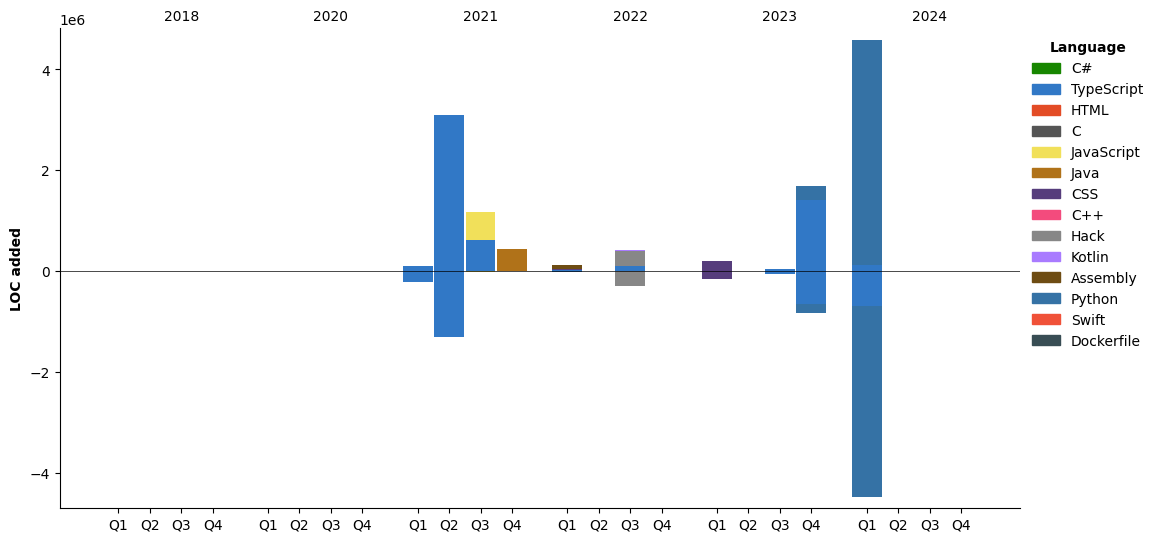 1e6
2018 2020 2021 2022 2023 2024
Language
C#
TypeScript
HTML
C
JavaScript
Java
CSS
C++
Hack
Kotlin
Assembly
Python
Swift
Dockerfile
LOC added
4
2
0
−2
−4
Q1 Q2 Q3 Q4 Q1 Q2 Q3 Q4 Q1 Q2 Q3 Q4 Q1 Q2 Q3 Q4 Q1 Q2 Q3 Q4 Q1 Q2 Q3 Q4